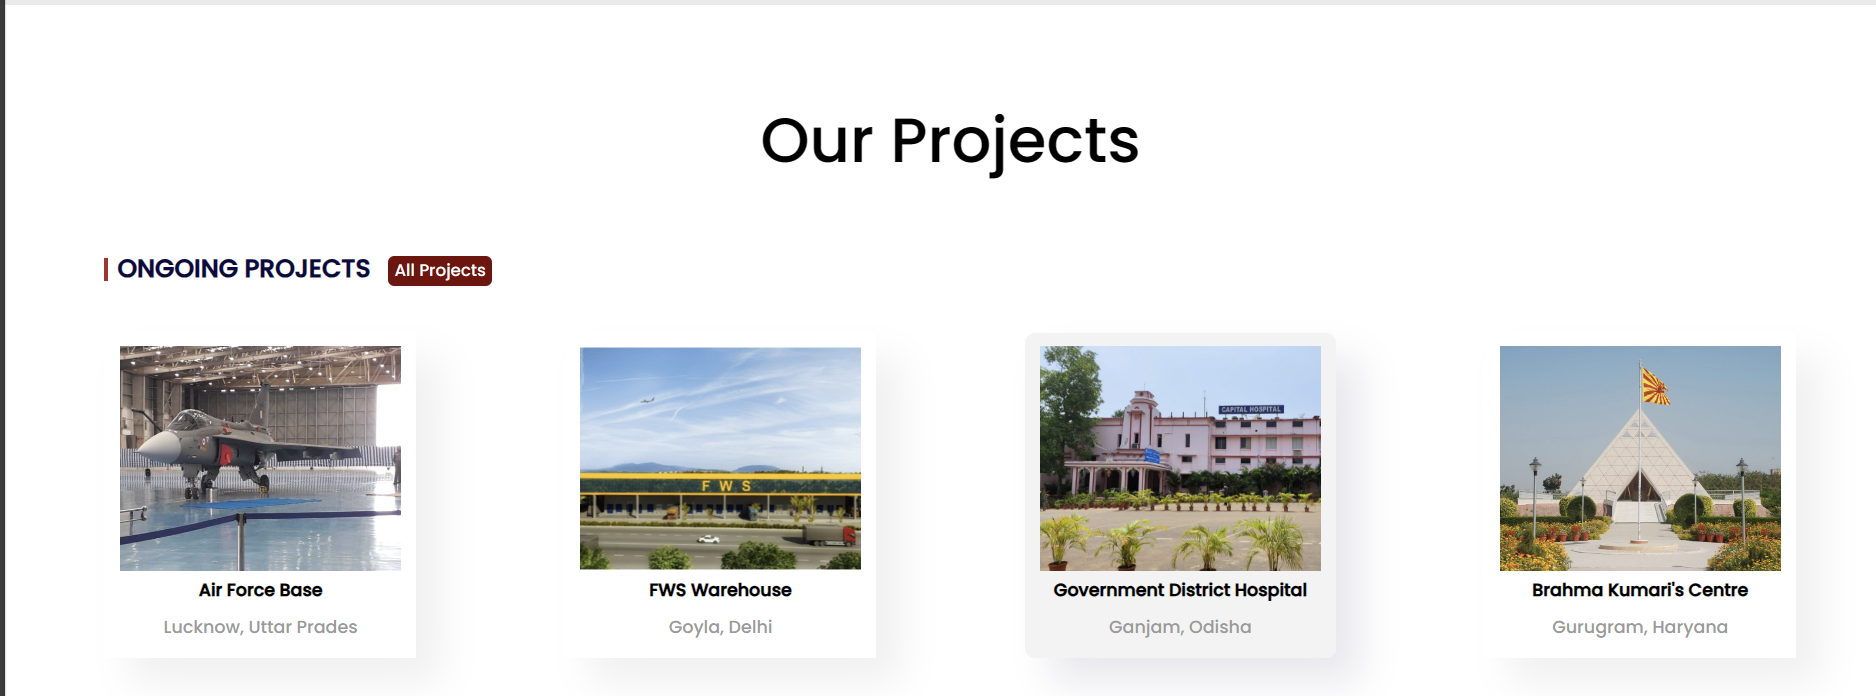 Our Projects
ONGOING PROJECTS All Projects
FWS
CAPITAL HOSPITAL
Air Force Base
Lucknow, Uttar Prades
FWS Warehouse
Goyla, Delhi
Government District Hospital
Ganjam, Odisha
Brahma Kumari's Centre
Gurugram, Haryana